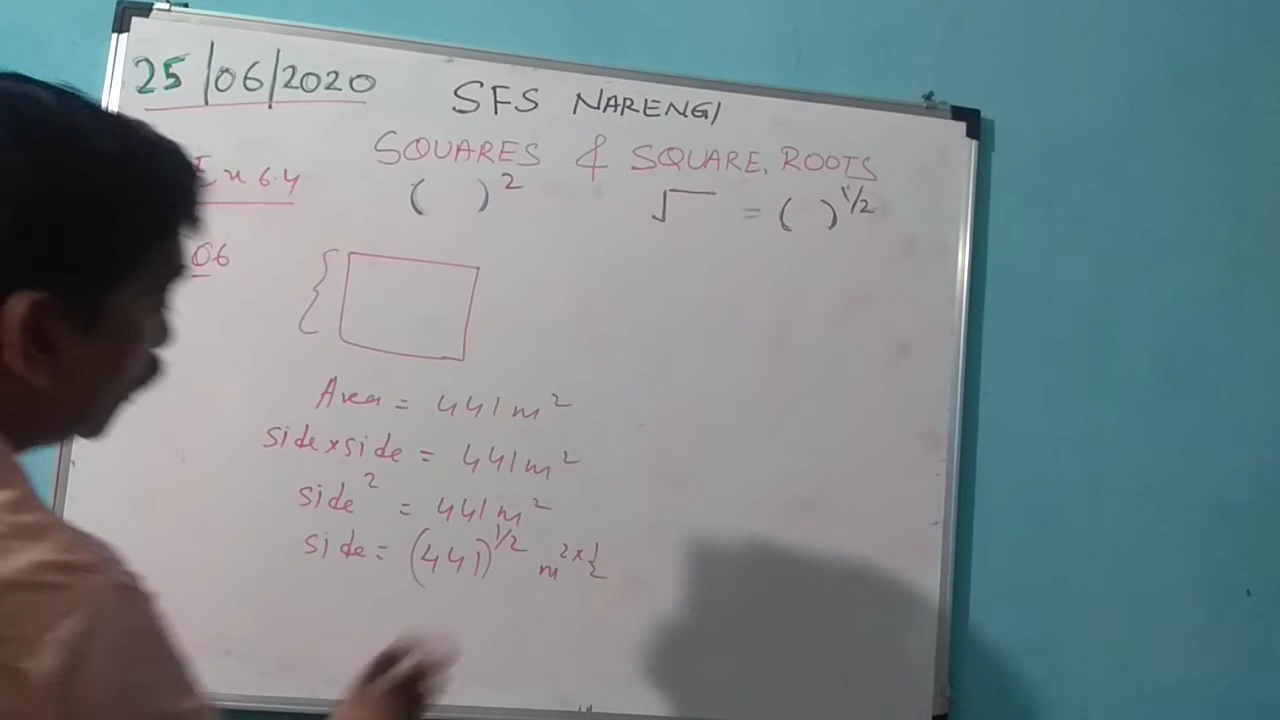 25/06/2020
SFS NARENGI
SQUARES & SQUARE ROOTS
Ex 6.4
( )² √ = ( )^1/2
06
Area = 441 m²
side × side = 441 m²
side² = 441 m²
side = (441)^1/2 m^2×1/2